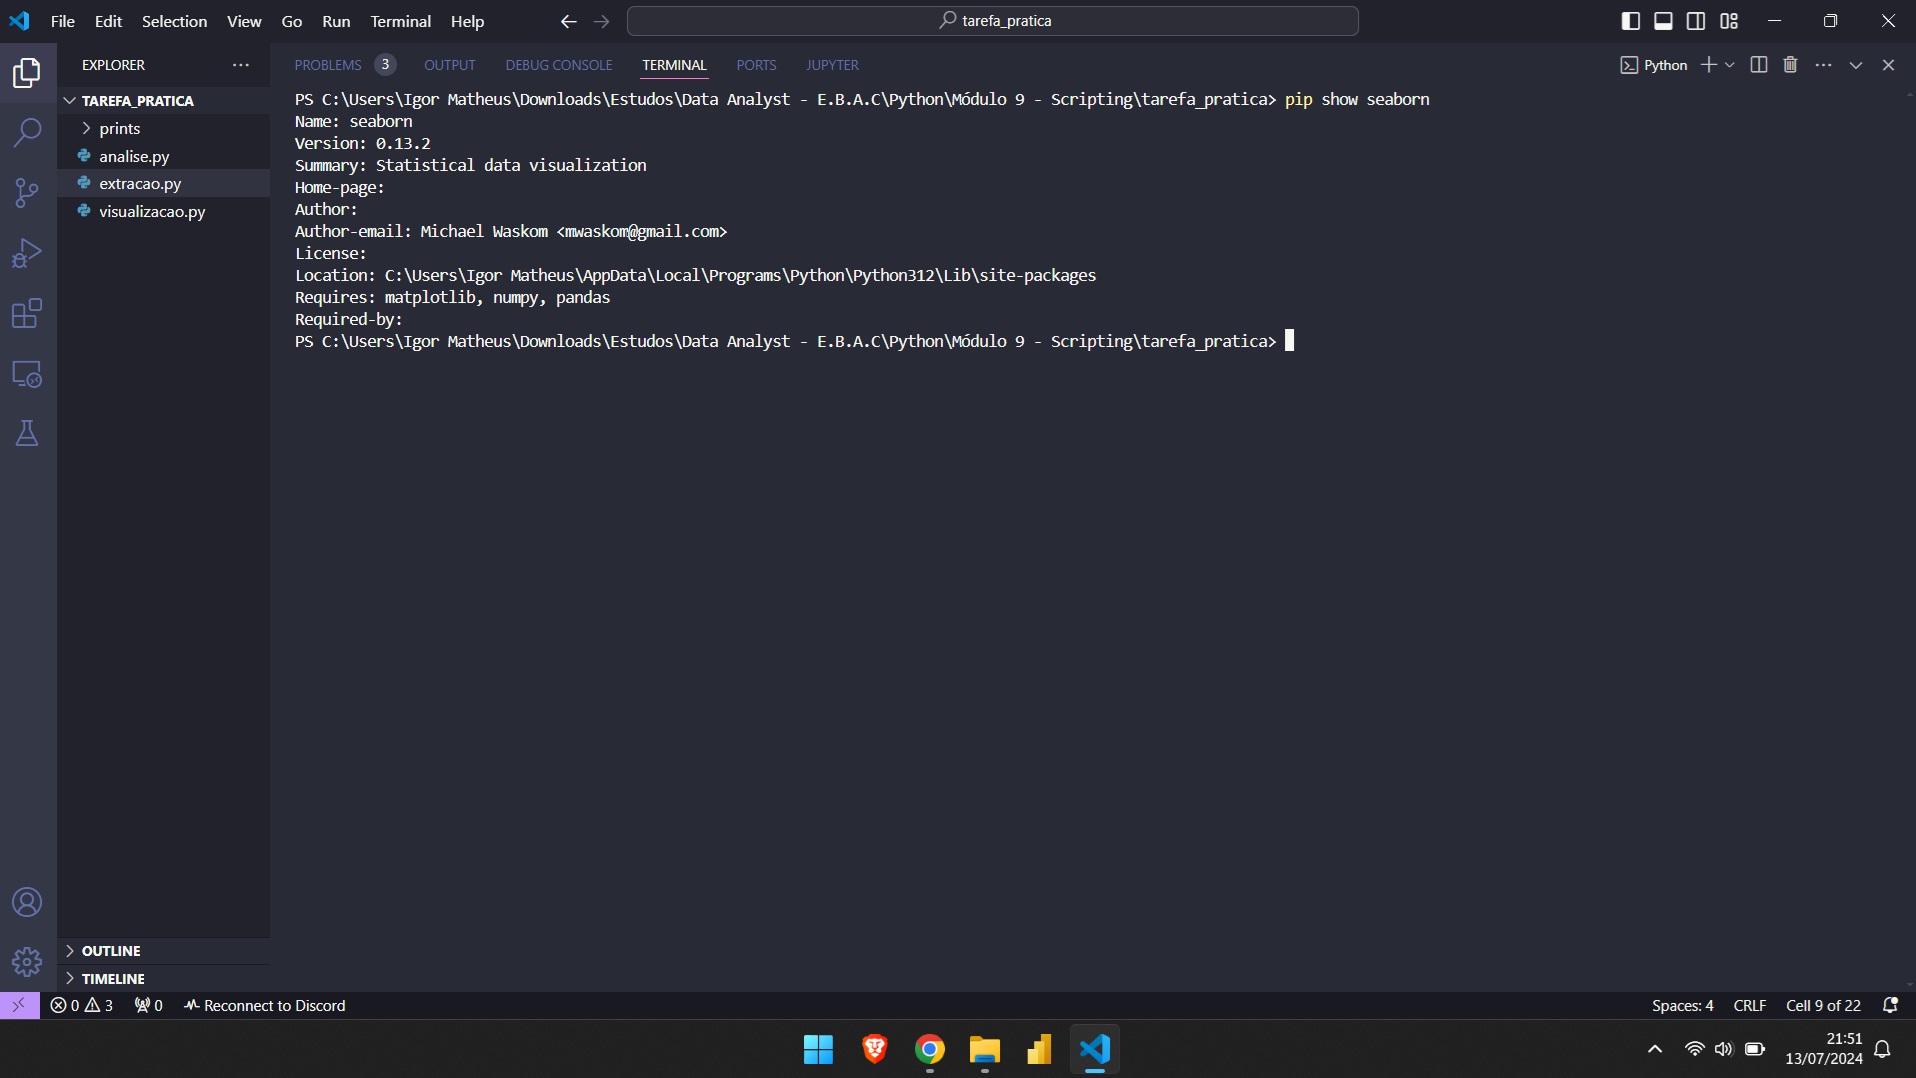 File Edit Selection View Go Run Terminal Help
tarefa_pratica
EXPLORER
TAREFA_PRATICA
prints
analise.py
extracao.py
visualizacao.py
OUTLINE
TIMELINE
PROBLEMS 3 OUTPUT DEBUG CONSOLE TERMINAL PORTS JUPYTER
Python
PS C:\Users\Igor Matheus\Downloads\Estudos\Data Analyst - E.B.A.C\Python\Módulo 9 - Scripting\tarefa_pratica> pip show seaborn
Name: seaborn
Version: 0.13.2
Summary: Statistical data visualization
Home-page:
Author:
Author-email: Michael Waskom <mwaskom@gmail.com>
License:
Location: C:\Users\Igor Matheus\AppData\Local\Programs\Python\Python312\Lib\site-packages
Requires: matplotlib, numpy, pandas
Required-by:
PS C:\Users\Igor Matheus\Downloads\Estudos\Data Analyst - E.B.A.C\Python\Módulo 9 - Scripting\tarefa_pratica>
0 3 0 Reconnect to Discord
Spaces: 4 CRLF Cell 9 of 22
21:51
13/07/2024